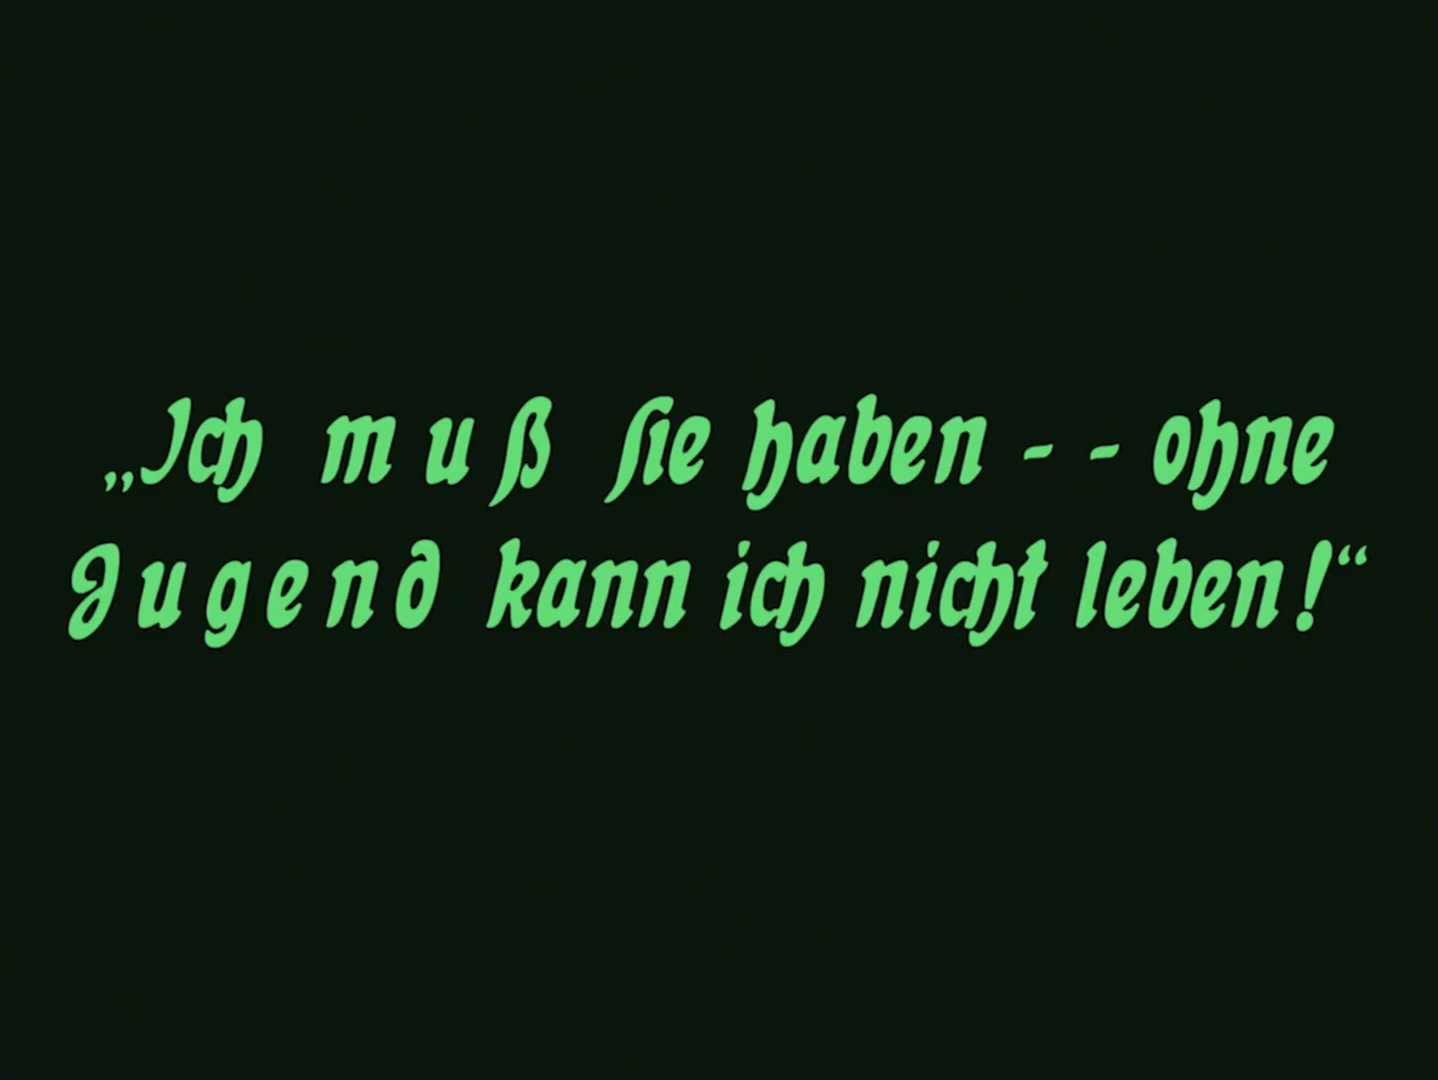 „Ich muß ſie haben - - ohne
Jugend kann ich nicht leben!“